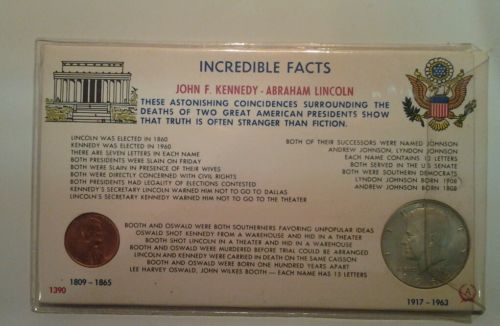 INCREDIBLE FACTS
JOHN F. KENNEDY - ABRAHAM LINCOLN
THESE ASTONISHING COINCIDENCES SURROUNDING THE
DEATHS OF TWO GREAT AMERICAN PRESIDENTS SHOW
THAT TRUTH IS OFTEN STRANGER THAN FICTION.
LINCOLN WAS ELECTED IN 1860
KENNEDY WAS ELECTED IN 1960
THERE ARE SEVEN LETTERS IN EACH NAME
BOTH PRESIDENTS WERE SLAIN ON FRIDAY
BOTH WERE SLAIN IN PRESENCE OF THEIR WIVES
BOTH WERE DIRECTLY CONCERNED WITH CIVIL RIGHTS
BOTH PRESIDENTS HAD LEGALITY OF ELECTIONS CONTESTED
KENNEDY'S SECRETARY LINCOLN WARNED HIM NOT TO GO TO DALLAS.
LINCOLN'S SECRETARY KENNEDY WARNED HIM NOT TO GO TO THE THEATER
BOTH OF THEIR SUCCESSORS WERE NAMED JOHNSON
ANDREW JOHNSON, LYNDON JOHNSON
EACH NAME CONTAINS 13 LETTERS
BOTH SERVED IN THE U.S. SENATE
BOTH WERE SOUTHERN DEMOCRATS
LYNDON JOHNSON BORN 1908
ANDREW JOHNSON BORN 1808
BOOTH AND OSWALD WERE BOTH SOUTHERNERS FAVORING UNPOPULAR IDEAS
OSWALD SHOT KENNEDY FROM A WAREHOUSE AND HID IN A THEATER
BOOTH SHOT LINCOLN IN A THEATER AND HID IN A WAREHOUSE
BOOTH AND OSWALD WERE MURDERED BEFORE TRIAL COULD BE ARRANGED
LINCOLN AND KENNEDY WERE CARRIED IN DEATH ON THE SAME CAISSON
BOOTH AND OSWALD WERE BORN ONE HUNDRED YEARS APART
LEE HARVEY OSWALD, JOHN WILKES BOOTH — EACH NAME HAS 15 LETTERS
1809 - 1865
1390
1917 - 1963
A